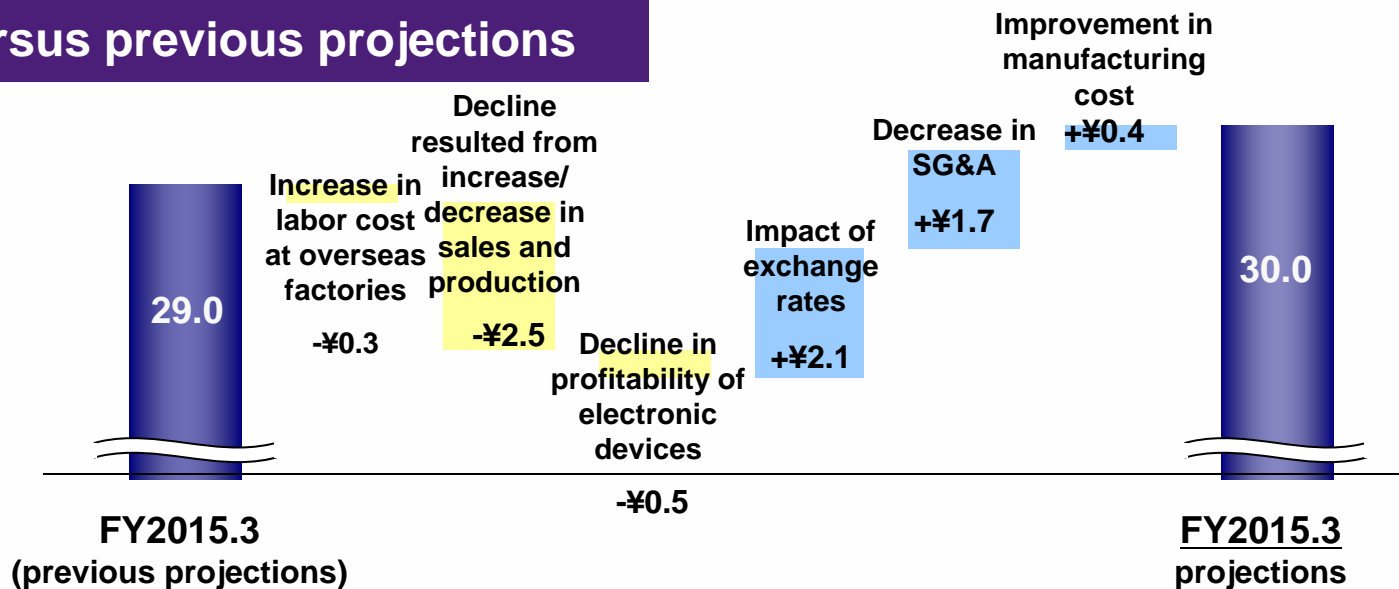 rsus previous projections
29.0
Increase in
labor cost
at overseas
factories
-¥0.3
Decline
resulted from
increase/
decrease in
sales and
production
-¥2.5
Decline in
profitability of
electronic
devices
-¥0.5
Impact of
exchange
rates
+¥2.1
Decrease in
SG&A
+¥1.7
Improvement in
manufacturing
cost
+¥0.4
30.0
FY2015.3
(previous projections)
FY2015.3
projections